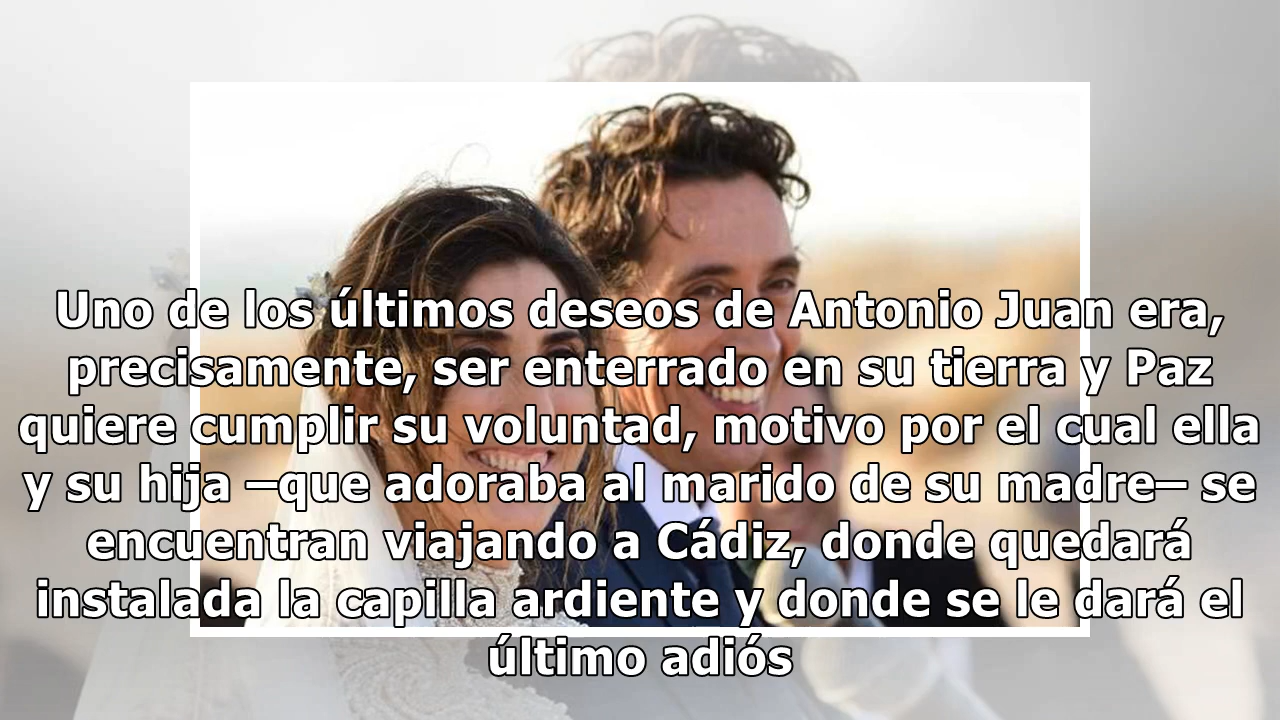 Uno de los últimos deseos de Antonio Juan era,
precisamente, ser enterrado en su tierra y Paz
quiere cumplir su voluntad, motivo por el cual ella
y su hija –que adoraba al marido de su madre– se
encuentran viajando a Cádiz, donde quedará
instalada la capilla ardiente y donde se le dará el
último adiós